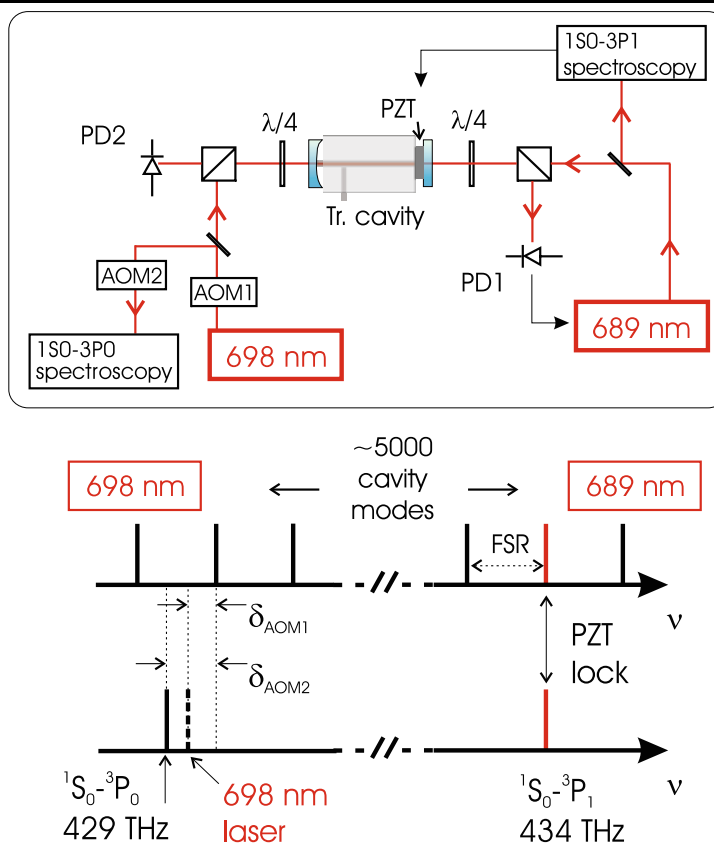 1S0-3P1
spectroscopy
PZT
λ/4
λ/4
PD2
Tr. cavity
AOM2
AOM1
PD1
1S0-3P0
spectroscopy
698 nm
689 nm
~5000
cavity
modes
698 nm
689 nm
FSR
δAOM1
ν
PZT
lock
δAOM2
¹S₀-³P₀
429 THz
698 nm
laser
¹S₀-³P₁
434 THz
ν